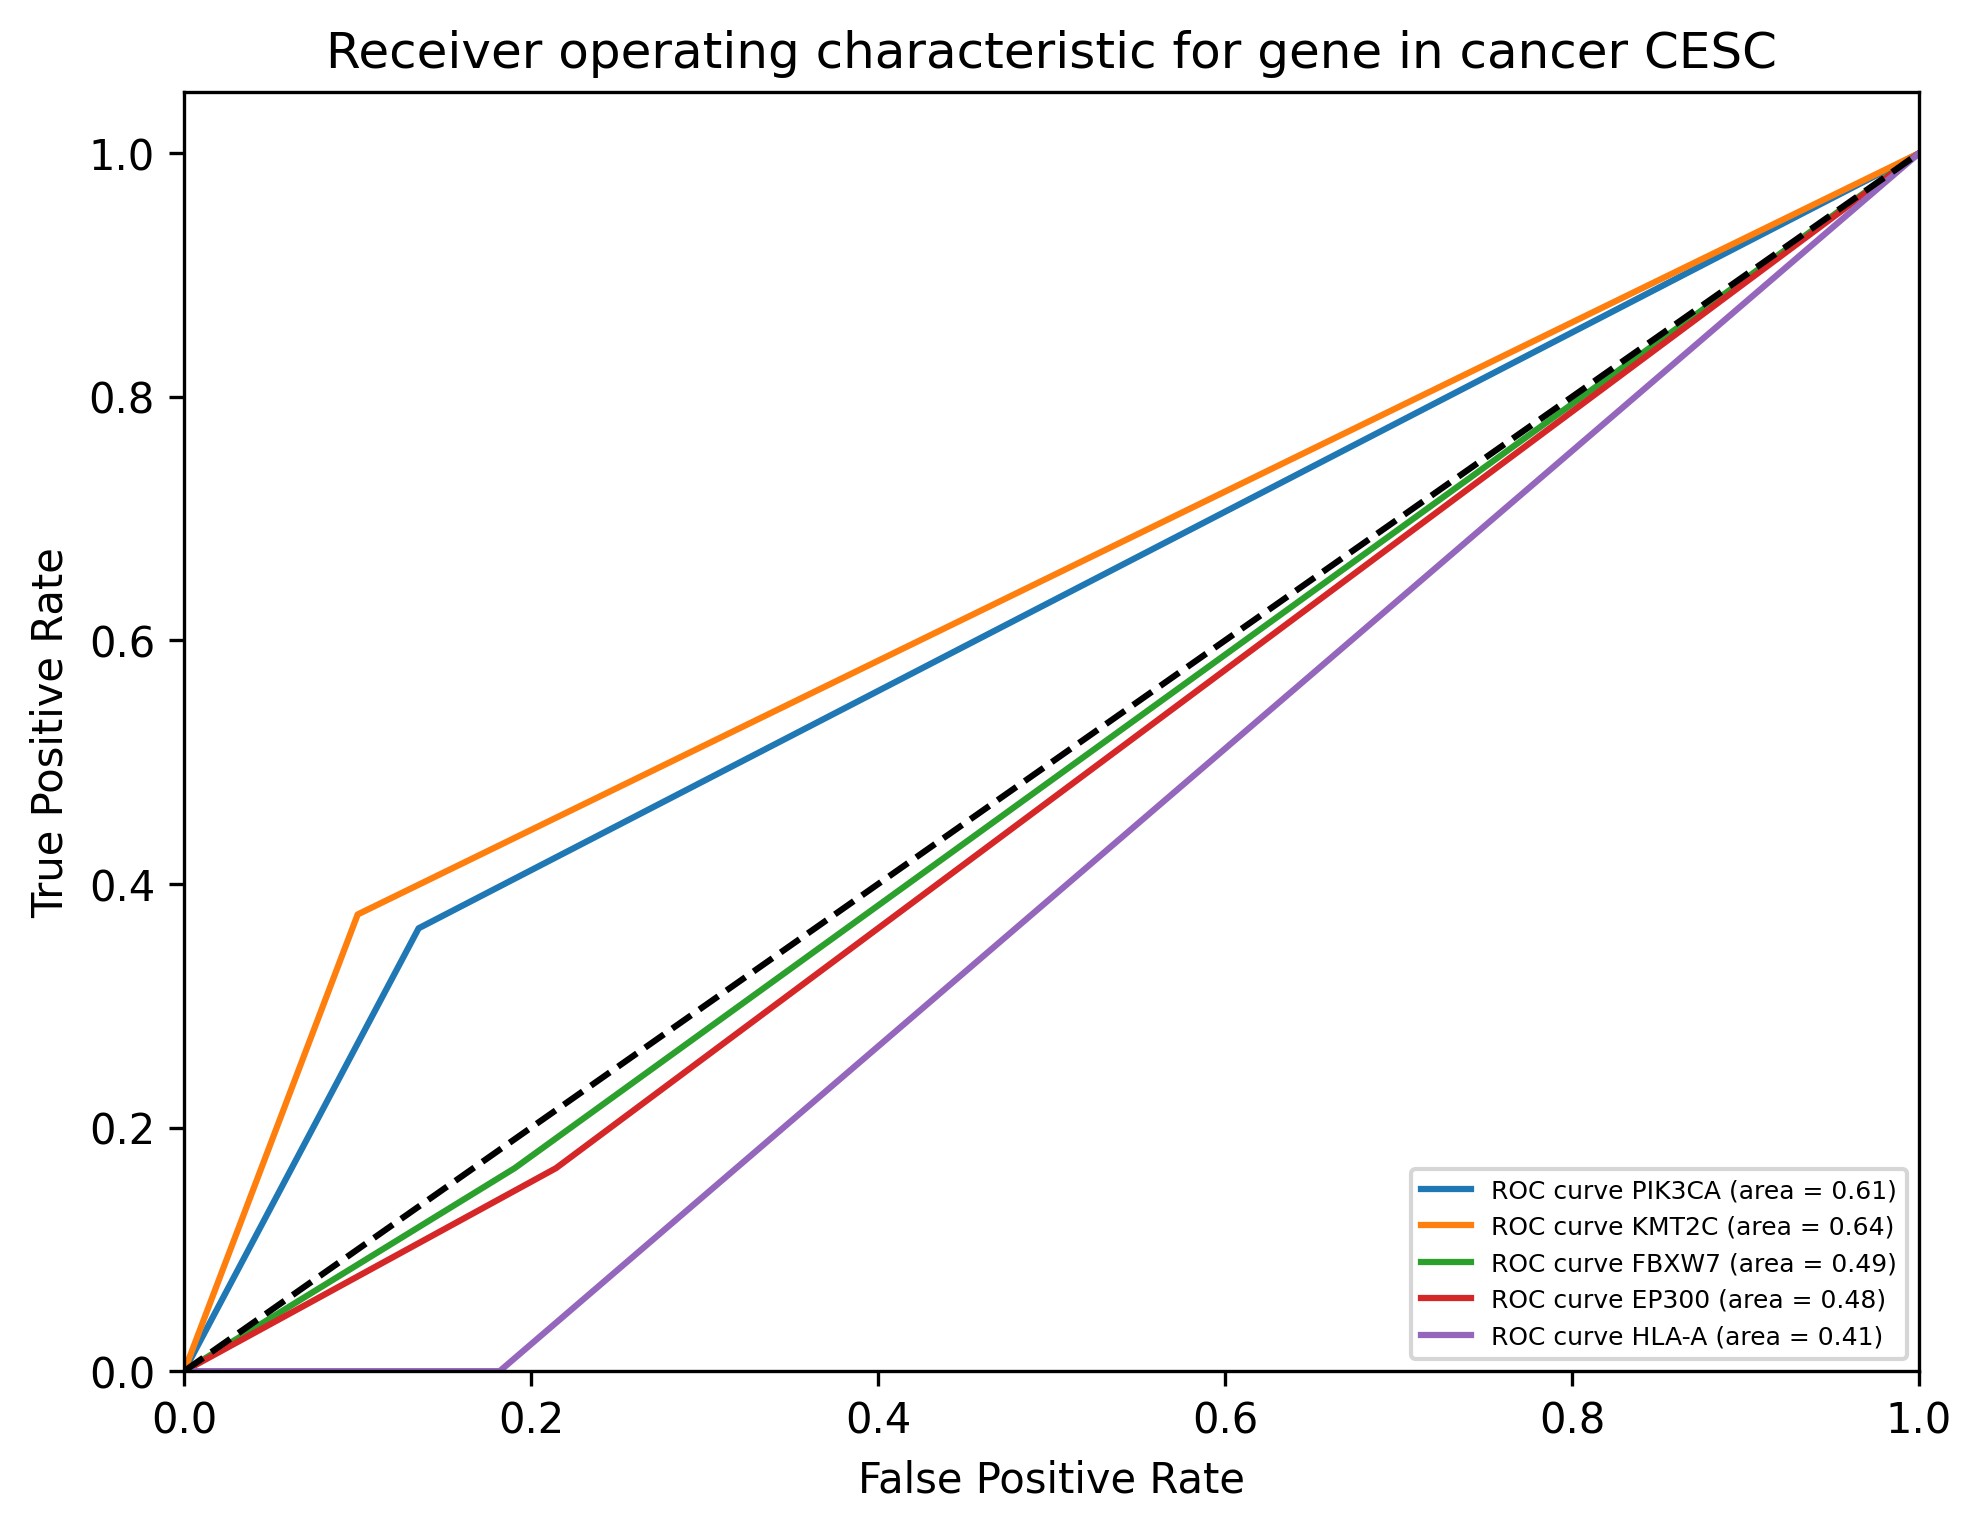 Receiver operating characteristic for gene in cancer CESC
1.0
0.8
0.6
0.4
0.2
0.0
True Positive Rate
ROC curve PIK3CA (area = 0.61)
ROC curve KMT2C (area = 0.64)
ROC curve FBXW7 (area = 0.49)
ROC curve EP300 (area = 0.48)
ROC curve HLA-A (area = 0.41)
0.0 0.2 0.4 0.6 0.8 1.0
False Positive Rate